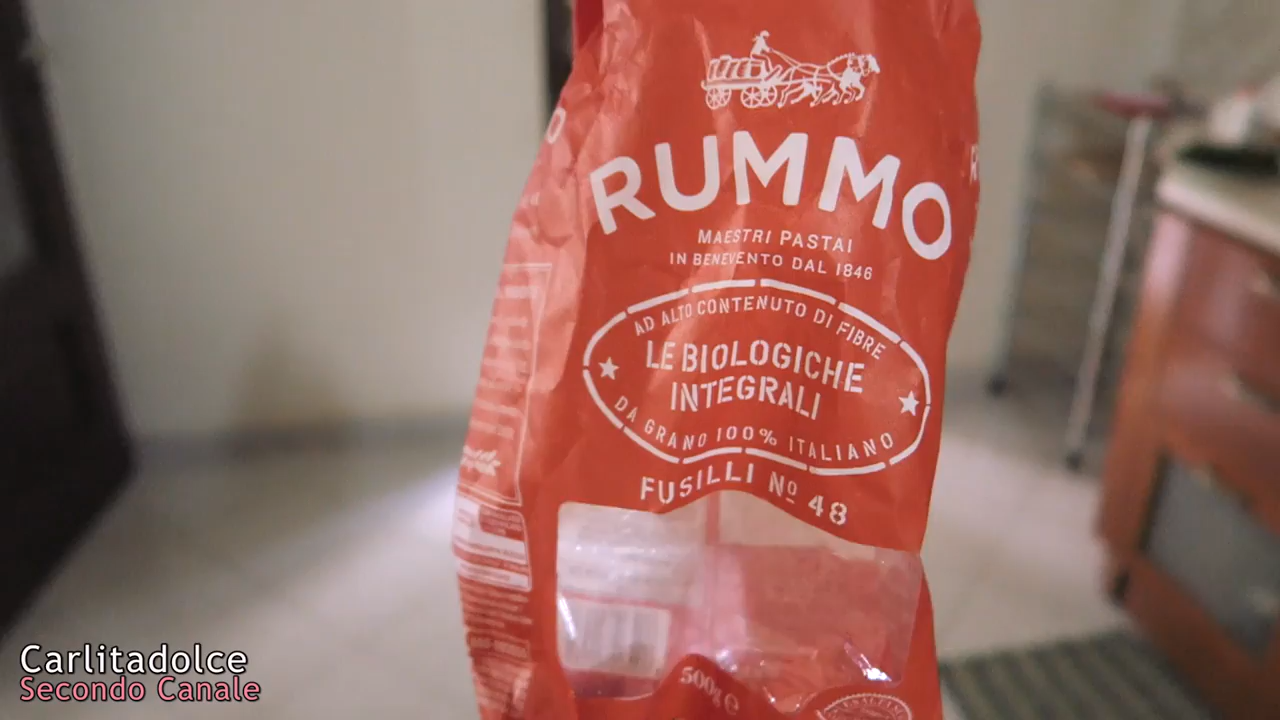 RUMMO
MAESTRI PASTAI
IN BENEVENTO DAL 1846
AD ALTO CONTENUTO DI FIBRE
LE BIOLOGICHE
INTEGRALI
DA GRANO 100% ITALIANO
FUSILLI Nº 48
500g e
Carlitadolce
Secondo Canale